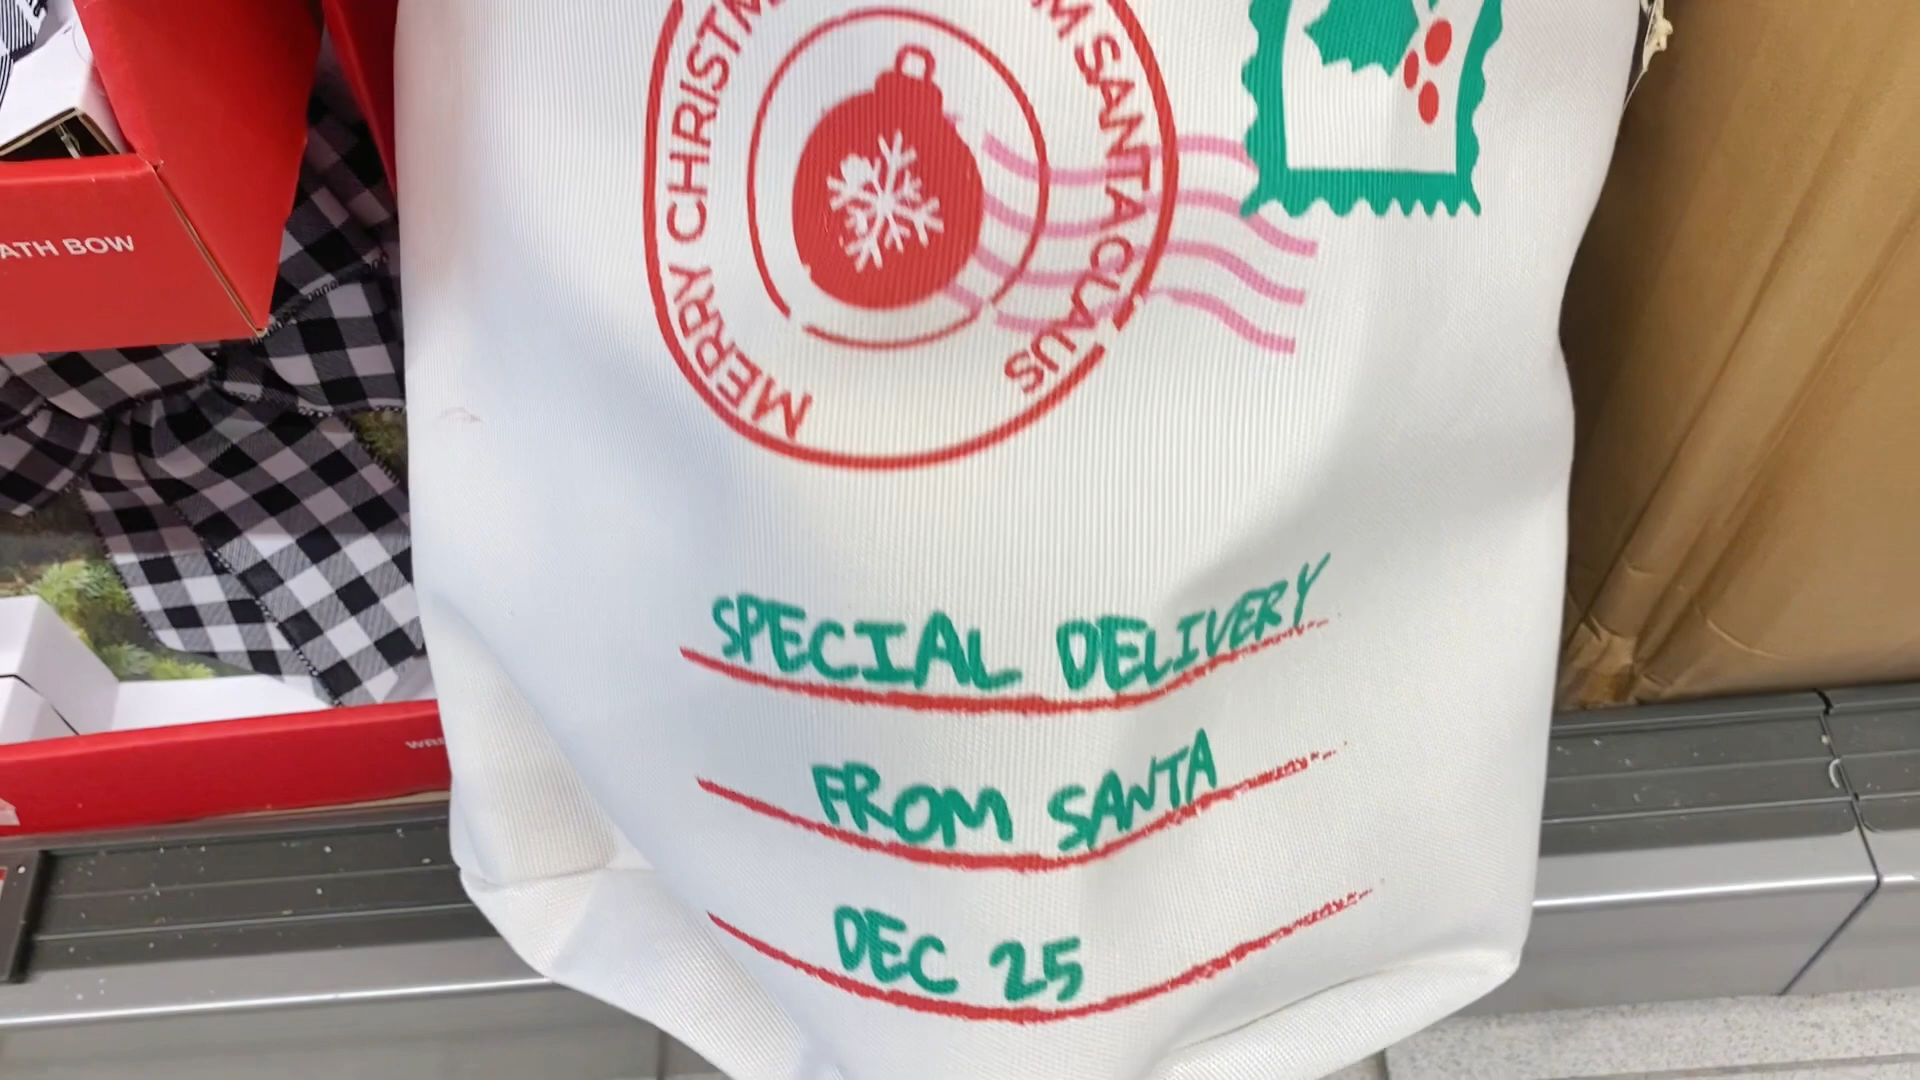 MERRY CHRISTM
M SANTA CLAUS
ATH BOW
SPECIAL DELIVERY
FROM SANTA
DEC 25